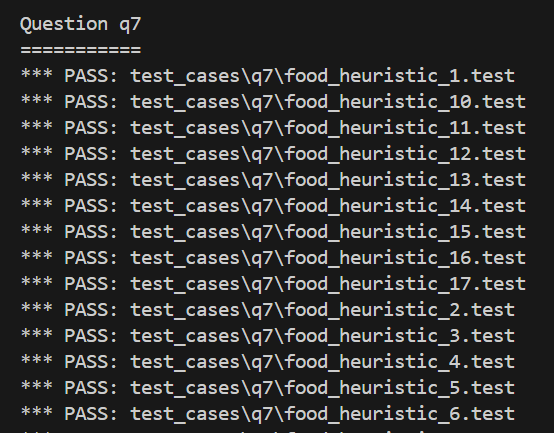 Question q7
===========
*** PASS: test_cases\q7\food_heuristic_1.test
*** PASS: test_cases\q7\food_heuristic_10.test
*** PASS: test_cases\q7\food_heuristic_11.test
*** PASS: test_cases\q7\food_heuristic_12.test
*** PASS: test_cases\q7\food_heuristic_13.test
*** PASS: test_cases\q7\food_heuristic_14.test
*** PASS: test_cases\q7\food_heuristic_15.test
*** PASS: test_cases\q7\food_heuristic_16.test
*** PASS: test_cases\q7\food_heuristic_17.test
*** PASS: test_cases\q7\food_heuristic_2.test
*** PASS: test_cases\q7\food_heuristic_3.test
*** PASS: test_cases\q7\food_heuristic_4.test
*** PASS: test_cases\q7\food_heuristic_5.test
*** PASS: test_cases\q7\food_heuristic_6.test